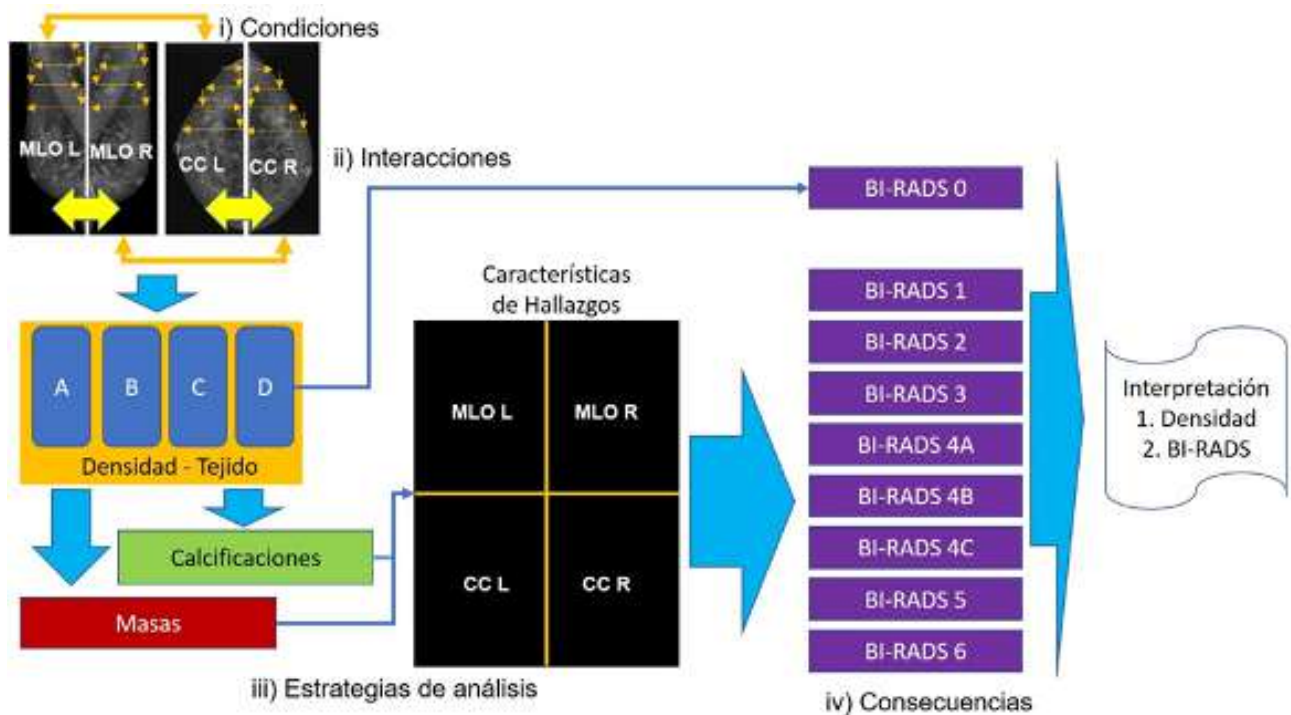 i) Condiciones
MLO L
MLO R
CC L
CC R
ii) Interacciones
A
B
C
D
Densidad - Tejido
Calcificaciones
Masas
Características
de Hallazgos
MLO L
MLO R
CC L
CC R
iii) Estrategias de análisis
BI-RADS 0
BI-RADS 1
BI-RADS 2
BI-RADS 3
BI-RADS 4A
BI-RADS 4B
BI-RADS 4C
BI-RADS 5
BI-RADS 6
iv) Consecuencias
Interpretación
1. Densidad
2. BI-RADS